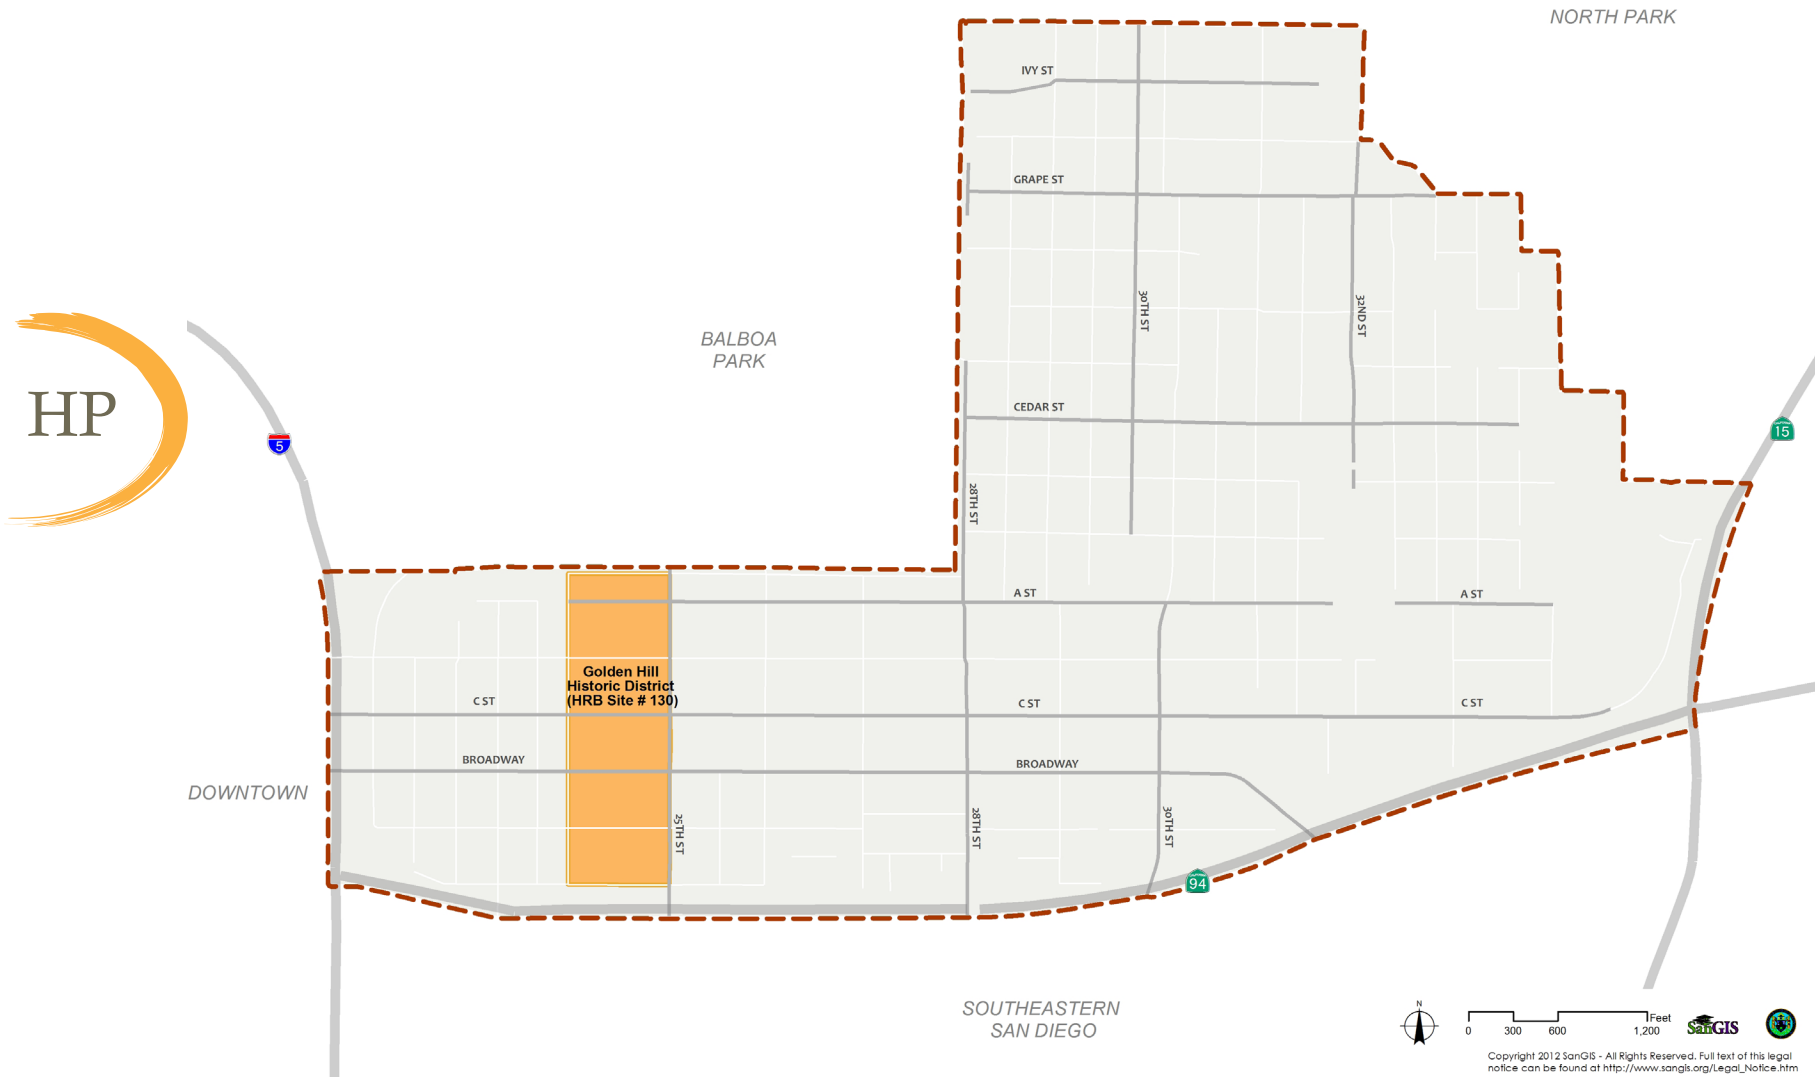 NORTH PARK
IVY ST
GRAPE ST
30TH ST
32ND ST
BALBOA
PARK
HP
CEDAR ST
5
15
28TH ST
A ST
A ST
Golden Hill
Historic District
(HRB Site # 130)
C ST
C ST
C ST
BROADWAY
BROADWAY
DOWNTOWN
25TH ST
28TH ST
30TH ST
94
SOUTHEASTERN
SAN DIEGO
N
Feet
0 300 600 1,200
SanGIS
Copyright 2012 SanGIS - All Rights Reserved. Full text of this legal
notice can be found at http://www.sangis.org/Legal_Notice.htm